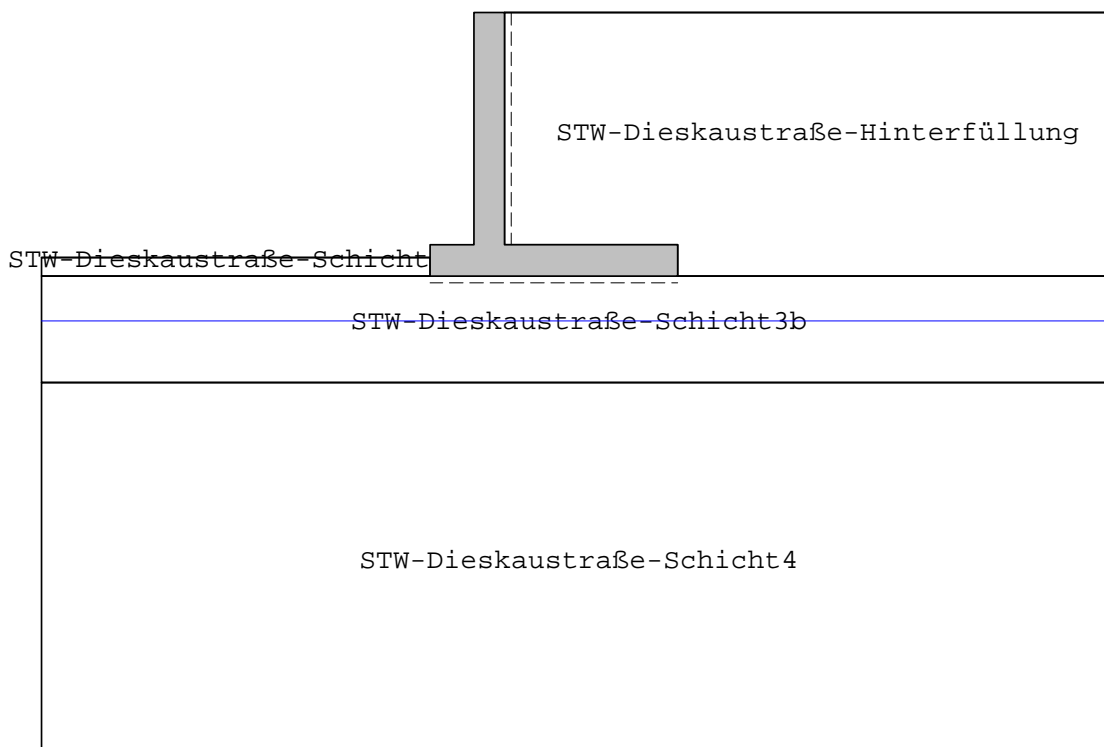 STW-Dieskaustraße-Hinterfüllung
STW-Dieskaustraße-Schicht
STW-Dieskaustraße-Schicht3b
STW-Dieskaustraße-Schicht4